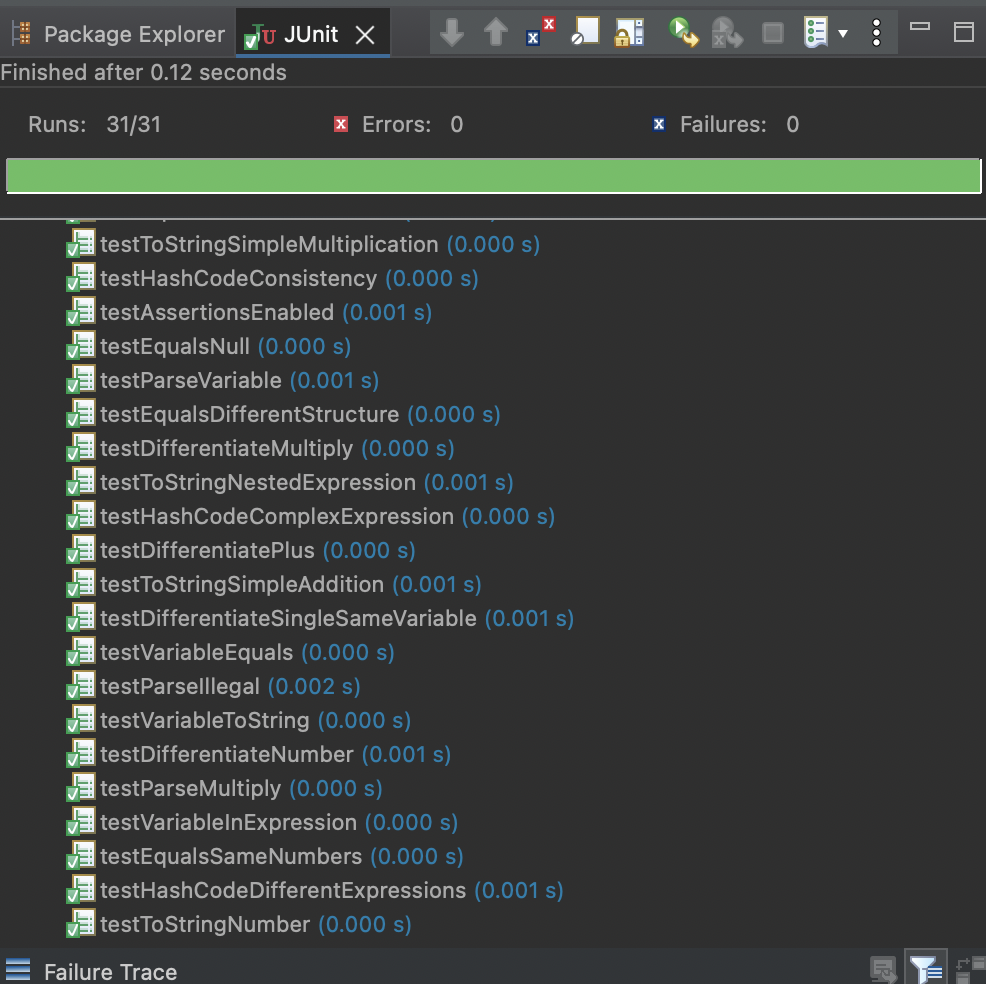 Package Explorer JUnit
Finished after 0.12 seconds
Runs: 31/31 Errors: 0 Failures: 0
testToStringSimpleMultiplication (0.000 s)
testHashCodeConsistency (0.000 s)
testAssertionsEnabled (0.001 s)
testEqualsNull (0.000 s)
testParseVariable (0.001 s)
testEqualsDifferentStructure (0.000 s)
testDifferentiateMultiply (0.000 s)
testToStringNestedExpression (0.001 s)
testHashCodeComplexExpression (0.000 s)
testDifferentiatePlus (0.000 s)
testToStringSimpleAddition (0.001 s)
testDifferentiateSingleSameVariable (0.001 s)
testVariableEquals (0.000 s)
testParseIllegal (0.002 s)
testVariableToString (0.000 s)
testDifferentiateNumber (0.001 s)
testParseMultiply (0.000 s)
testVariableInExpression (0.000 s)
testEqualsSameNumbers (0.000 s)
testHashCodeDifferentExpressions (0.001 s)
testToStringNumber (0.000 s)
Failure Trace